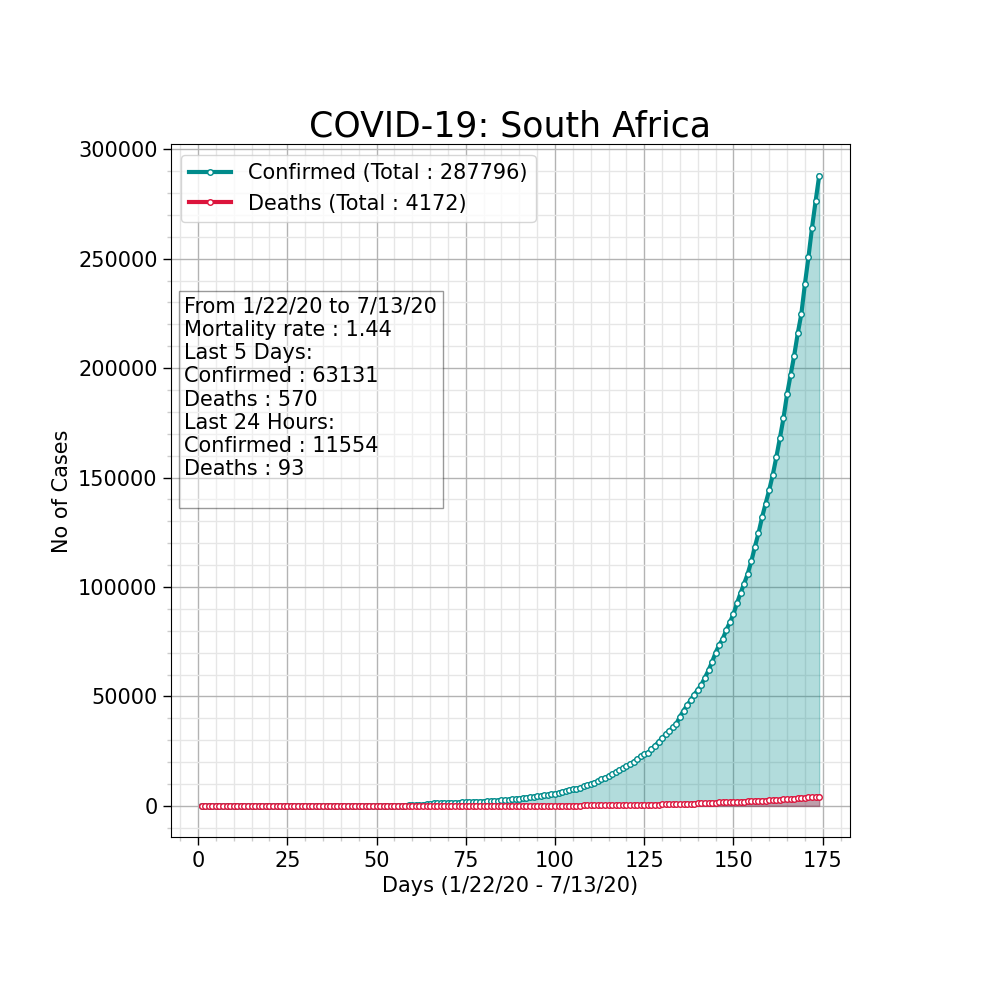 COVID-19: South Africa
300000
250000
200000
150000
100000
50000
0
No of Cases
Confirmed (Total : 287796)
Deaths (Total : 4172)
From 1/22/20 to 7/13/20
Mortality rate : 1.44
Last 5 Days:
Confirmed : 63131
Deaths : 570
Last 24 Hours:
Confirmed : 11554
Deaths : 93
0 25 50 75 100 125 150 175
Days (1/22/20 - 7/13/20)